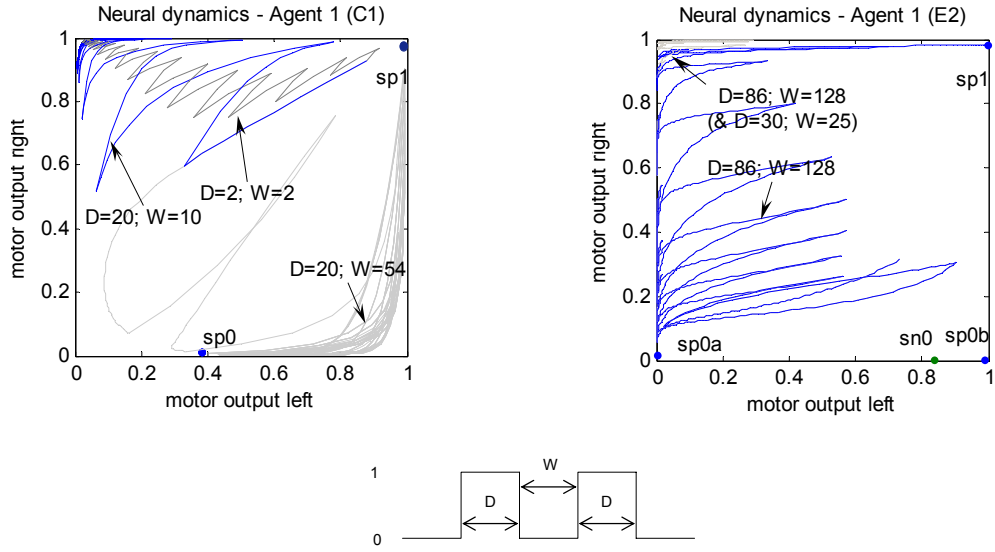 Neural dynamics - Agent 1 (C1)
1
0.8
0.6
0.4
0.2
0
0
0.2
0.4
0.6
0.8
1
motor output right
motor output left
sp1
D=2; W=2
D=20; W=10
D=20; W=54
sp0
Neural dynamics - Agent 1 (E2)
1
0.8
0.6
0.4
0.2
0
0
0.2
0.4
0.6
0.8
1
motor output right
motor output left
sp1
D=86; W=128
(& D=30; W=25)
D=86; W=128
sp0a
sn0
sp0b
1
0
W
D
D